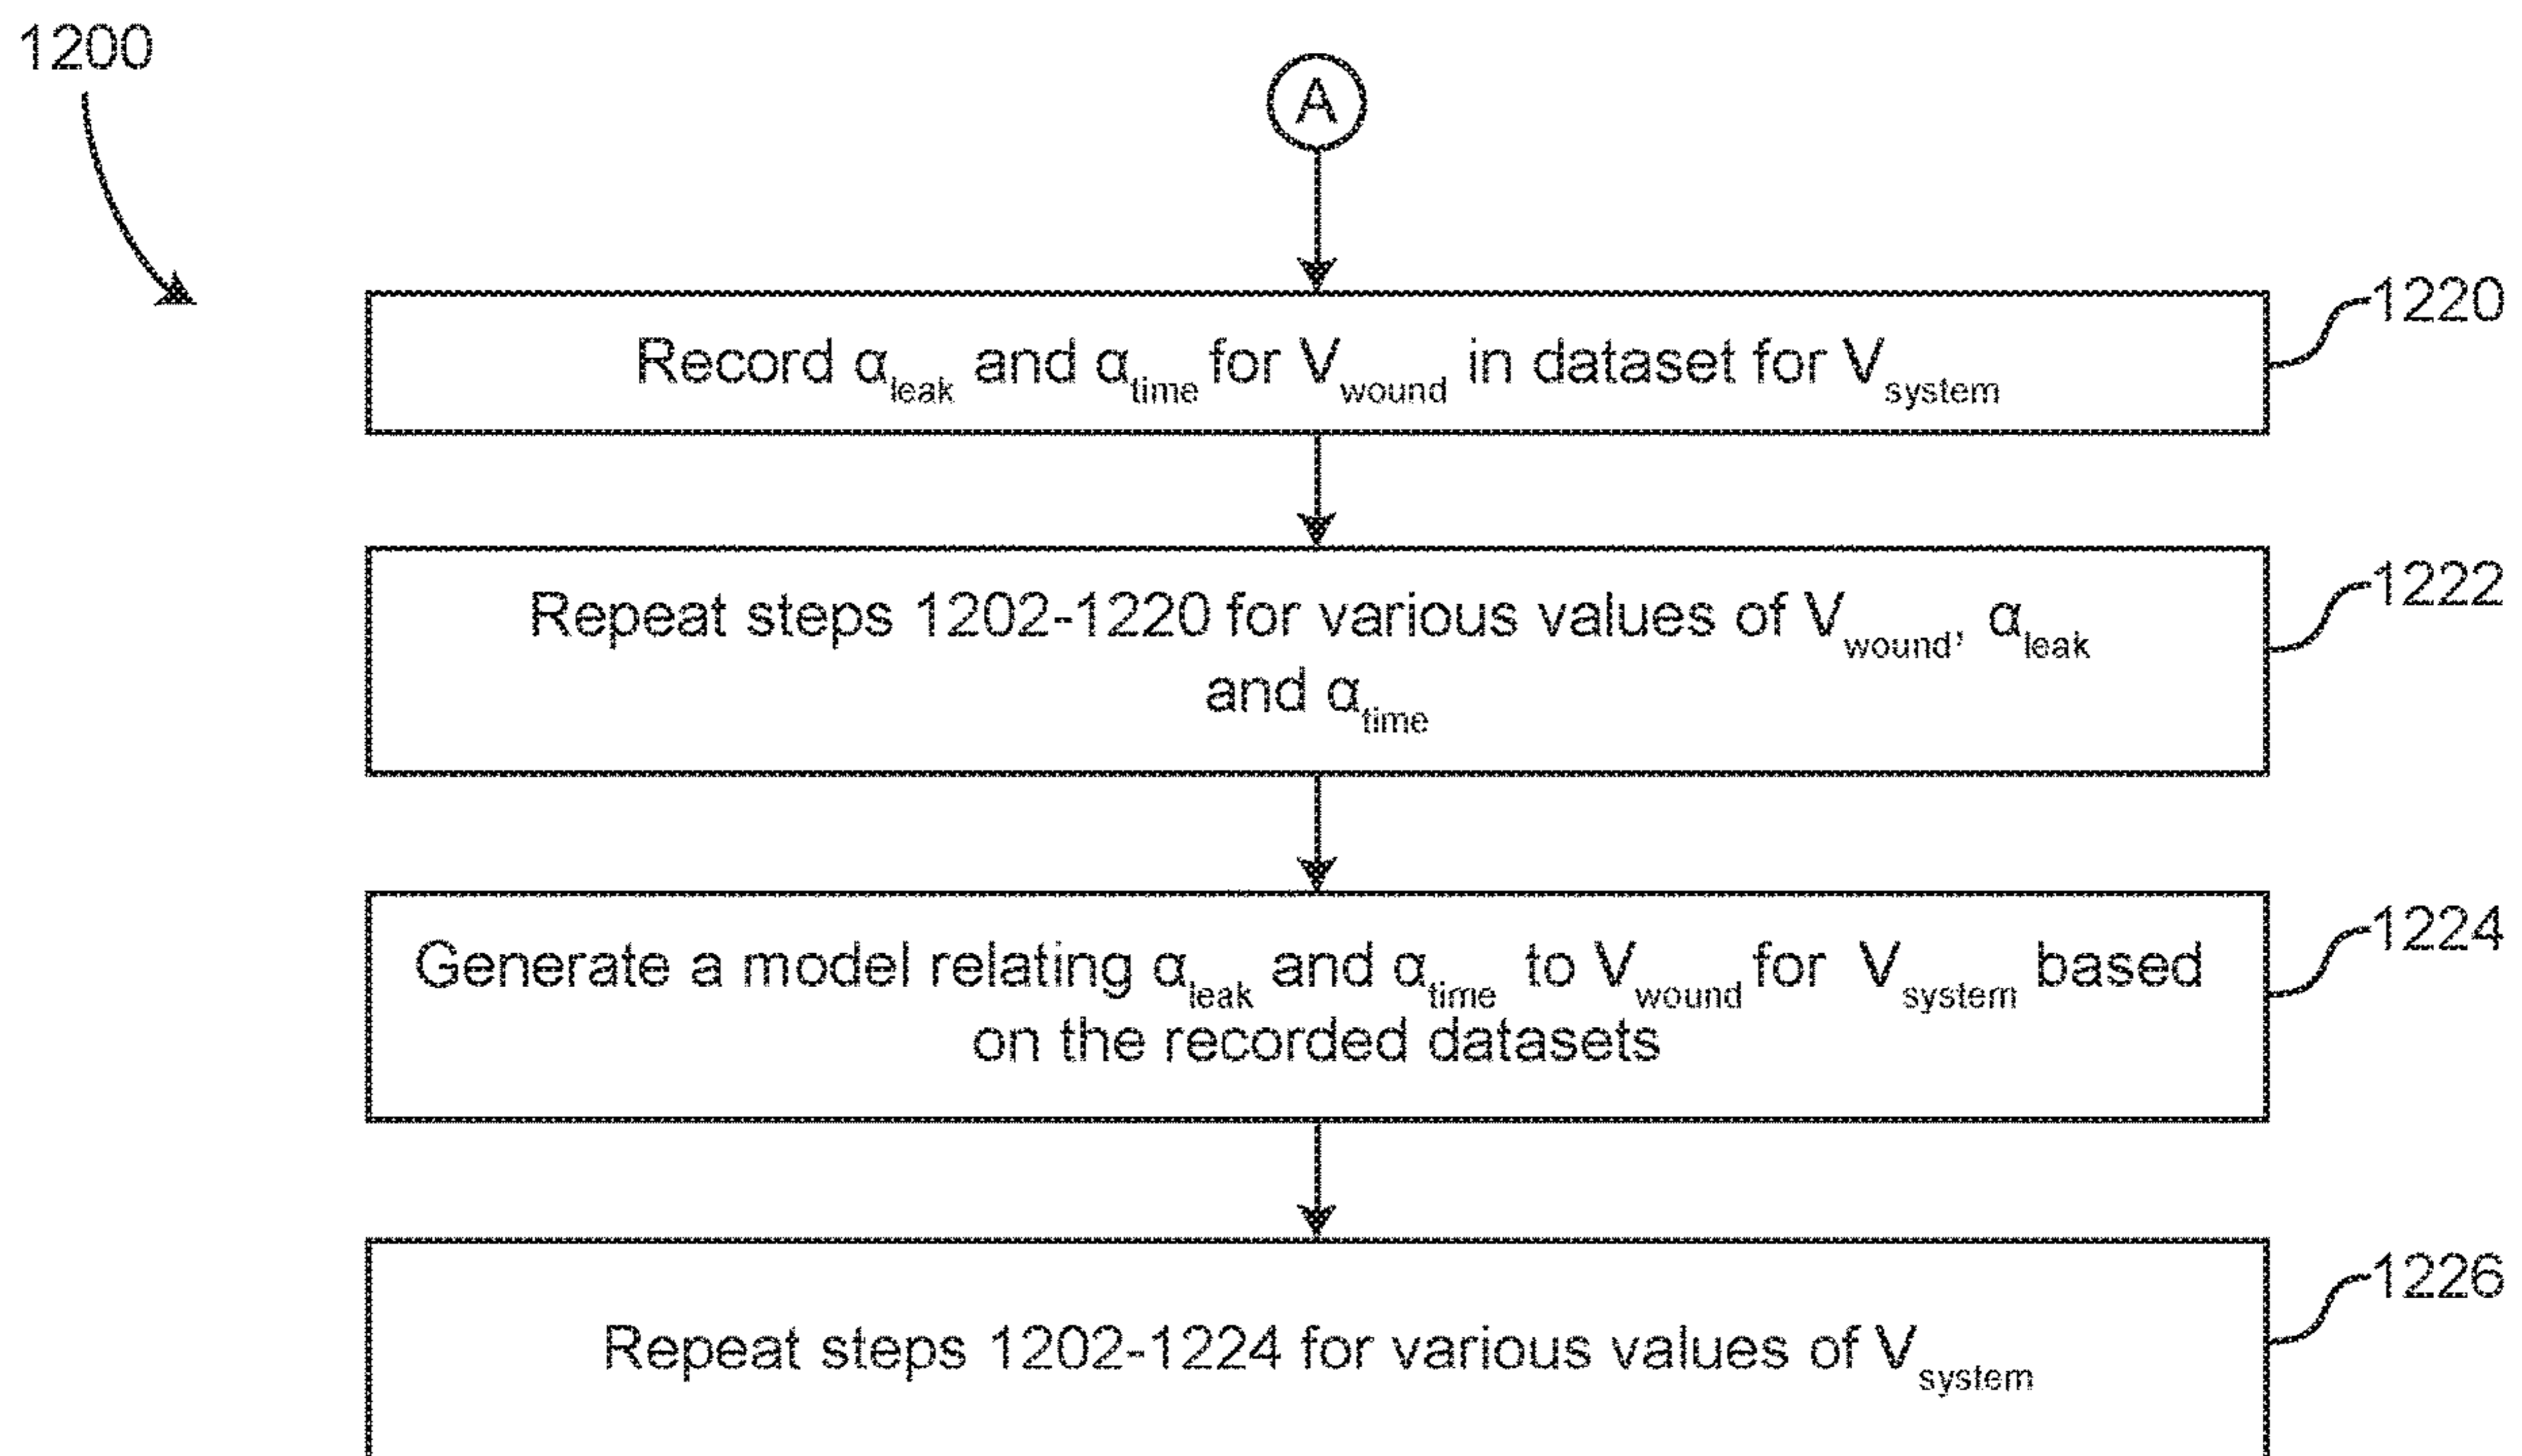 1200
A
Record αleak and αtime for Vwound in dataset for Vsystem
1220
Repeat steps 1202-1220 for various values of Vwound, αleak
and αtime
1222
Generate a model relating αleak and αtime to Vwound for Vsystem based
on the recorded datasets
1224
Repeat steps 1202-1224 for various values of Vsystem
1226